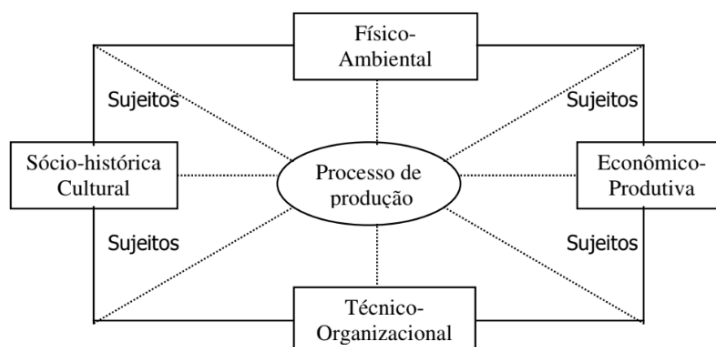 Físico-
Ambiental
Sujeitos
Sujeitos
Sócio-histórica
Cultural
Processo de
produção
Econômico-
Produtiva
Sujeitos
Sujeitos
Técnico-
Organizacional